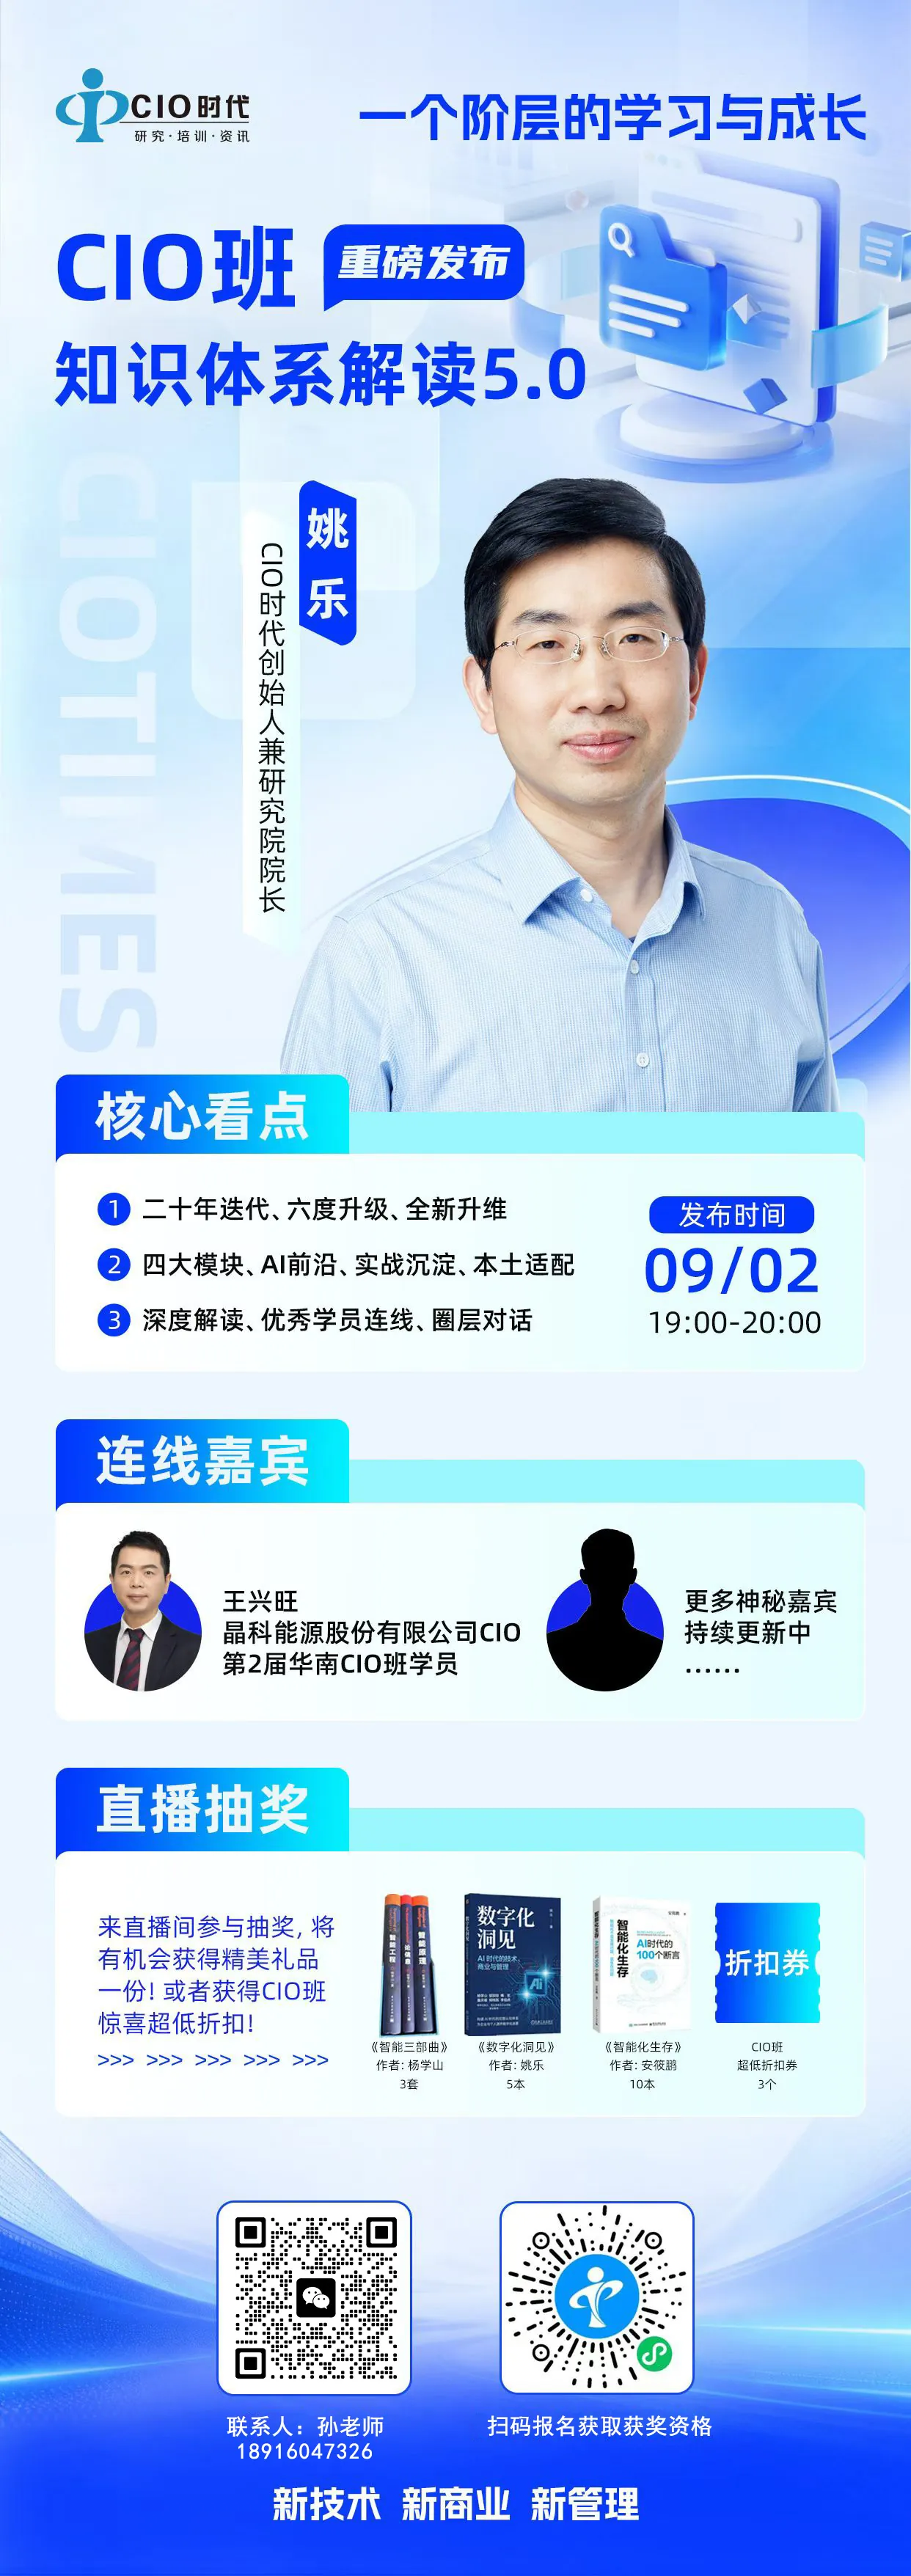 CIO时代
研究·培训·资讯
一个阶层的学习与成长
CIO班
重磅发布
知识体系解读5.0
姚乐
CIO时代创始人兼研究院院长
CIOTIMES
核心看点
1 二十年迭代、六度升级、全新升维
2 四大模块、AI前沿、实战沉淀、本土适配
3 深度解读、优秀学员连线、圈层对话
发布时间
09/02
19:00-20:00
连线嘉宾
王兴旺
晶科能源股份有限公司CIO
第2届华南CIO班学员
更多神秘嘉宾
持续更新中
······
直播抽奖
来直播间参与抽奖, 将
有机会获得精美礼品
一份! 或者获得CIO班
惊喜超低折扣!
>>> >>> >>> >>> >>>
智能工程
智能原理
数字化
洞见
AI 时代的技术、
商业与管理
Ai
智能化生存
AI时代的
100个断言
折扣券
《智能三部曲》
作者: 杨学山
3套
《数字化洞见》
作者: 姚乐
5本
《智能化生存》
作者: 安筱鹏
10本
CIO班
超低折扣券
3个
联系人：孙老师
18916047326
扫码报名获取获奖资格
新技术 新商业 新管理